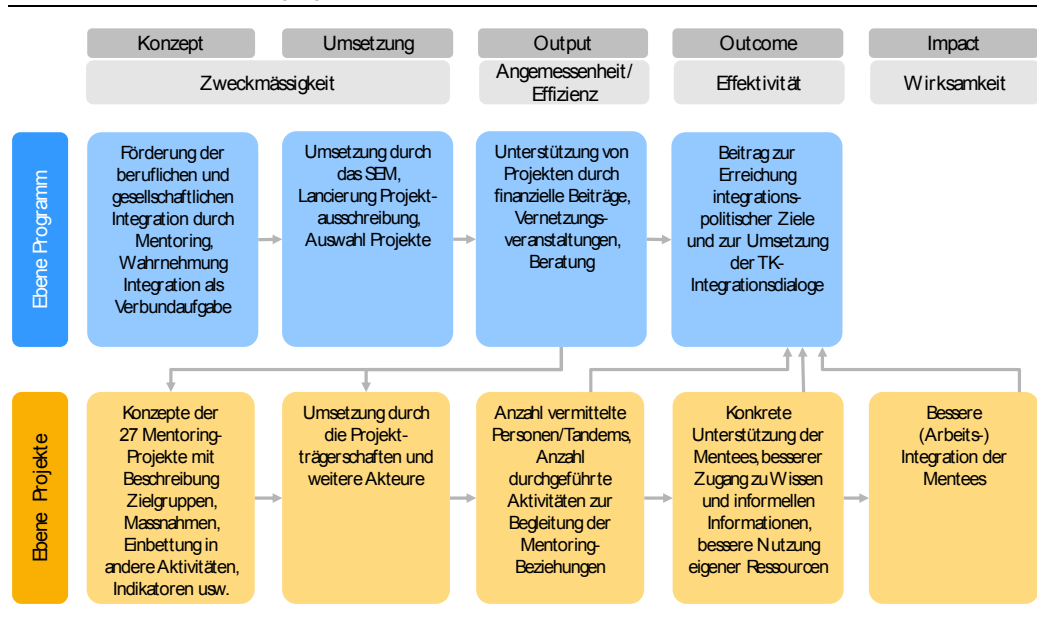 Konzept
Umsetzung
Output
Outcome
Impact
Zweckmässigkeit
Angemessenheit/
Effizienz
Effektivität
Wirksamkeit
Ebene Programm
Förderung der
beruflichen und
gesellschaftlichen
Integration durch
Mentoring,
Wahrnehmung
Integration als
Verbundaufgabe
Umsetzung durch
das SEM,
Lancierung Projekt-
ausschreibung,
Auswahl Projekte
Unterstützung von
Projekten durch
finanzielle Beiträge,
Vernetzungs-
veranstaltungen,
Beratung
Beitrag zur
Erreichung
integrations-
politischer Ziele
und zur Umsetzung
der TK-
Integrationsdialoge
Ebene Projekte
Konzepte der
27 Mentoring-
Projekte mit
Beschreibung
Zielgruppen,
Massnahmen,
Einbettung in
andere Aktivitäten,
Indikatoren usw.
Umsetzung durch
die Projekt-
trägerschaften und
weitere Akteure
Anzahl vermittelte
Personen/Tandems,
Anzahl
durchgeführte
Aktivitäten zur
Begleitung der
Mentoring-
Beziehungen
Konkrete
Unterstützung der
Mentees, besserer
Zugang zu Wissen
und informellen
Informationen,
bessere Nutzung
eigener Ressourcen
Bessere
(Arbeits-)
Integration der
Mentees